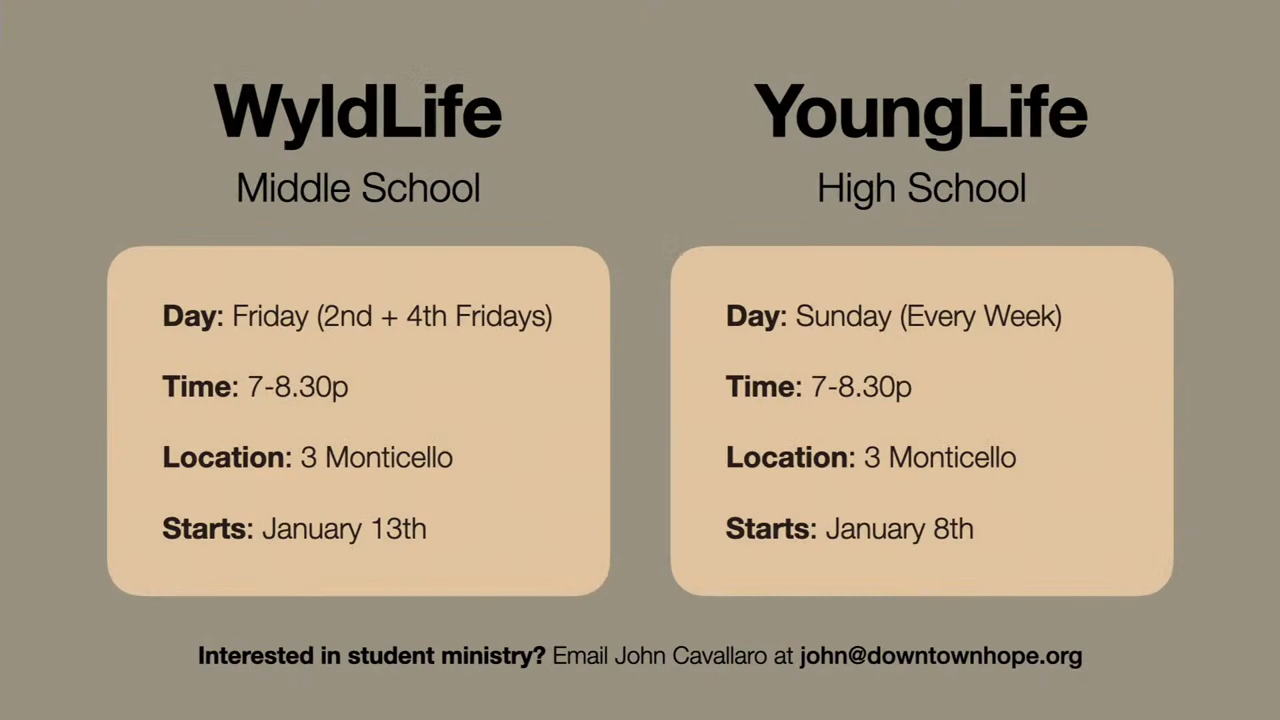 WyldLife
Middle School
Day: Friday (2nd + 4th Fridays)
Time: 7-8.30p
Location: 3 Monticello
Starts: January 13th
YoungLife
High School
Day: Sunday (Every Week)
Time: 7-8.30p
Location: 3 Monticello
Starts: January 8th
Interested in student ministry? Email John Cavallaro at john@downtownhope.org